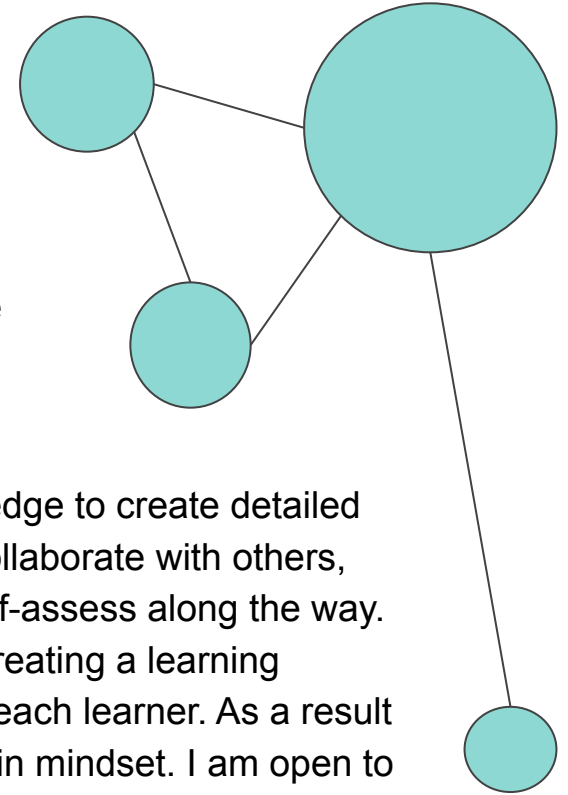 edge to create detailed
ollaborate with others,
f-assess along the way.
reating a learning
each learner. As a result
in mindset. I am open to